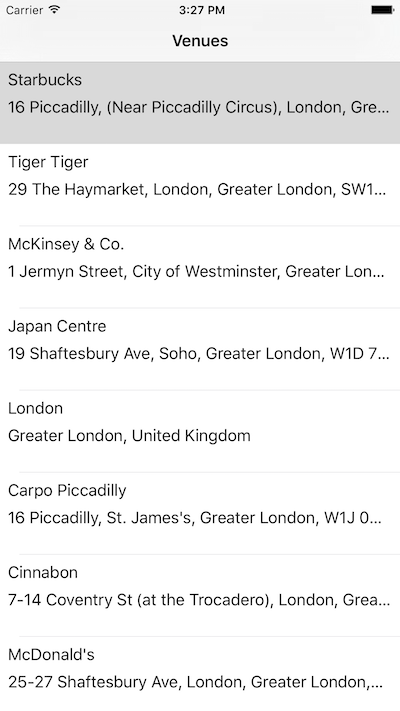 Carrier 3:27 PM
Venues
Starbucks
16 Piccadilly, (Near Piccadilly Circus), London, Gre...
Tiger Tiger
29 The Haymarket, London, Greater London, SW1...
McKinsey & Co.
1 Jermyn Street, City of Westminster, Greater Lon...
Japan Centre
19 Shaftesbury Ave, Soho, Greater London, W1D 7...
London
Greater London, United Kingdom
Carpo Piccadilly
16 Piccadilly, St. James's, Greater London, W1J 0...
Cinnabon
7-14 Coventry St (at the Trocadero), London, Grea...
McDonald's
25-27 Shaftesbury Ave, London, Greater London,...